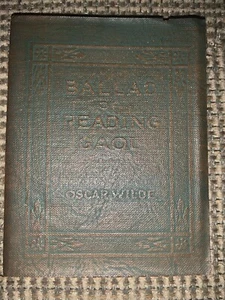 BALLAD
OF
READING
GAOL
OSCAR WILDE